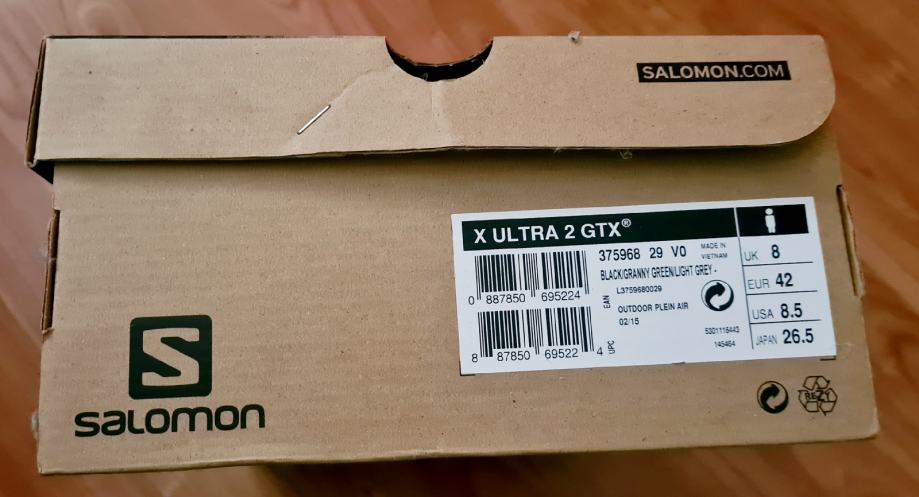 SALOMON.COM
X ULTRA 2 GTX®
375968 29 V0
MADE IN
VIETNAM
BLACK/GRANNY GREEN/LIGHT GREY -
L3759680029
EAN
0 887850 695224
OUTDOOR PLEIN AIR
02/15
8 87850 69522 4
UPC
5301116443
145464
UK 8
EUR 42
USA 8.5
JAPAN 26.5
S
SALOMON
REZY